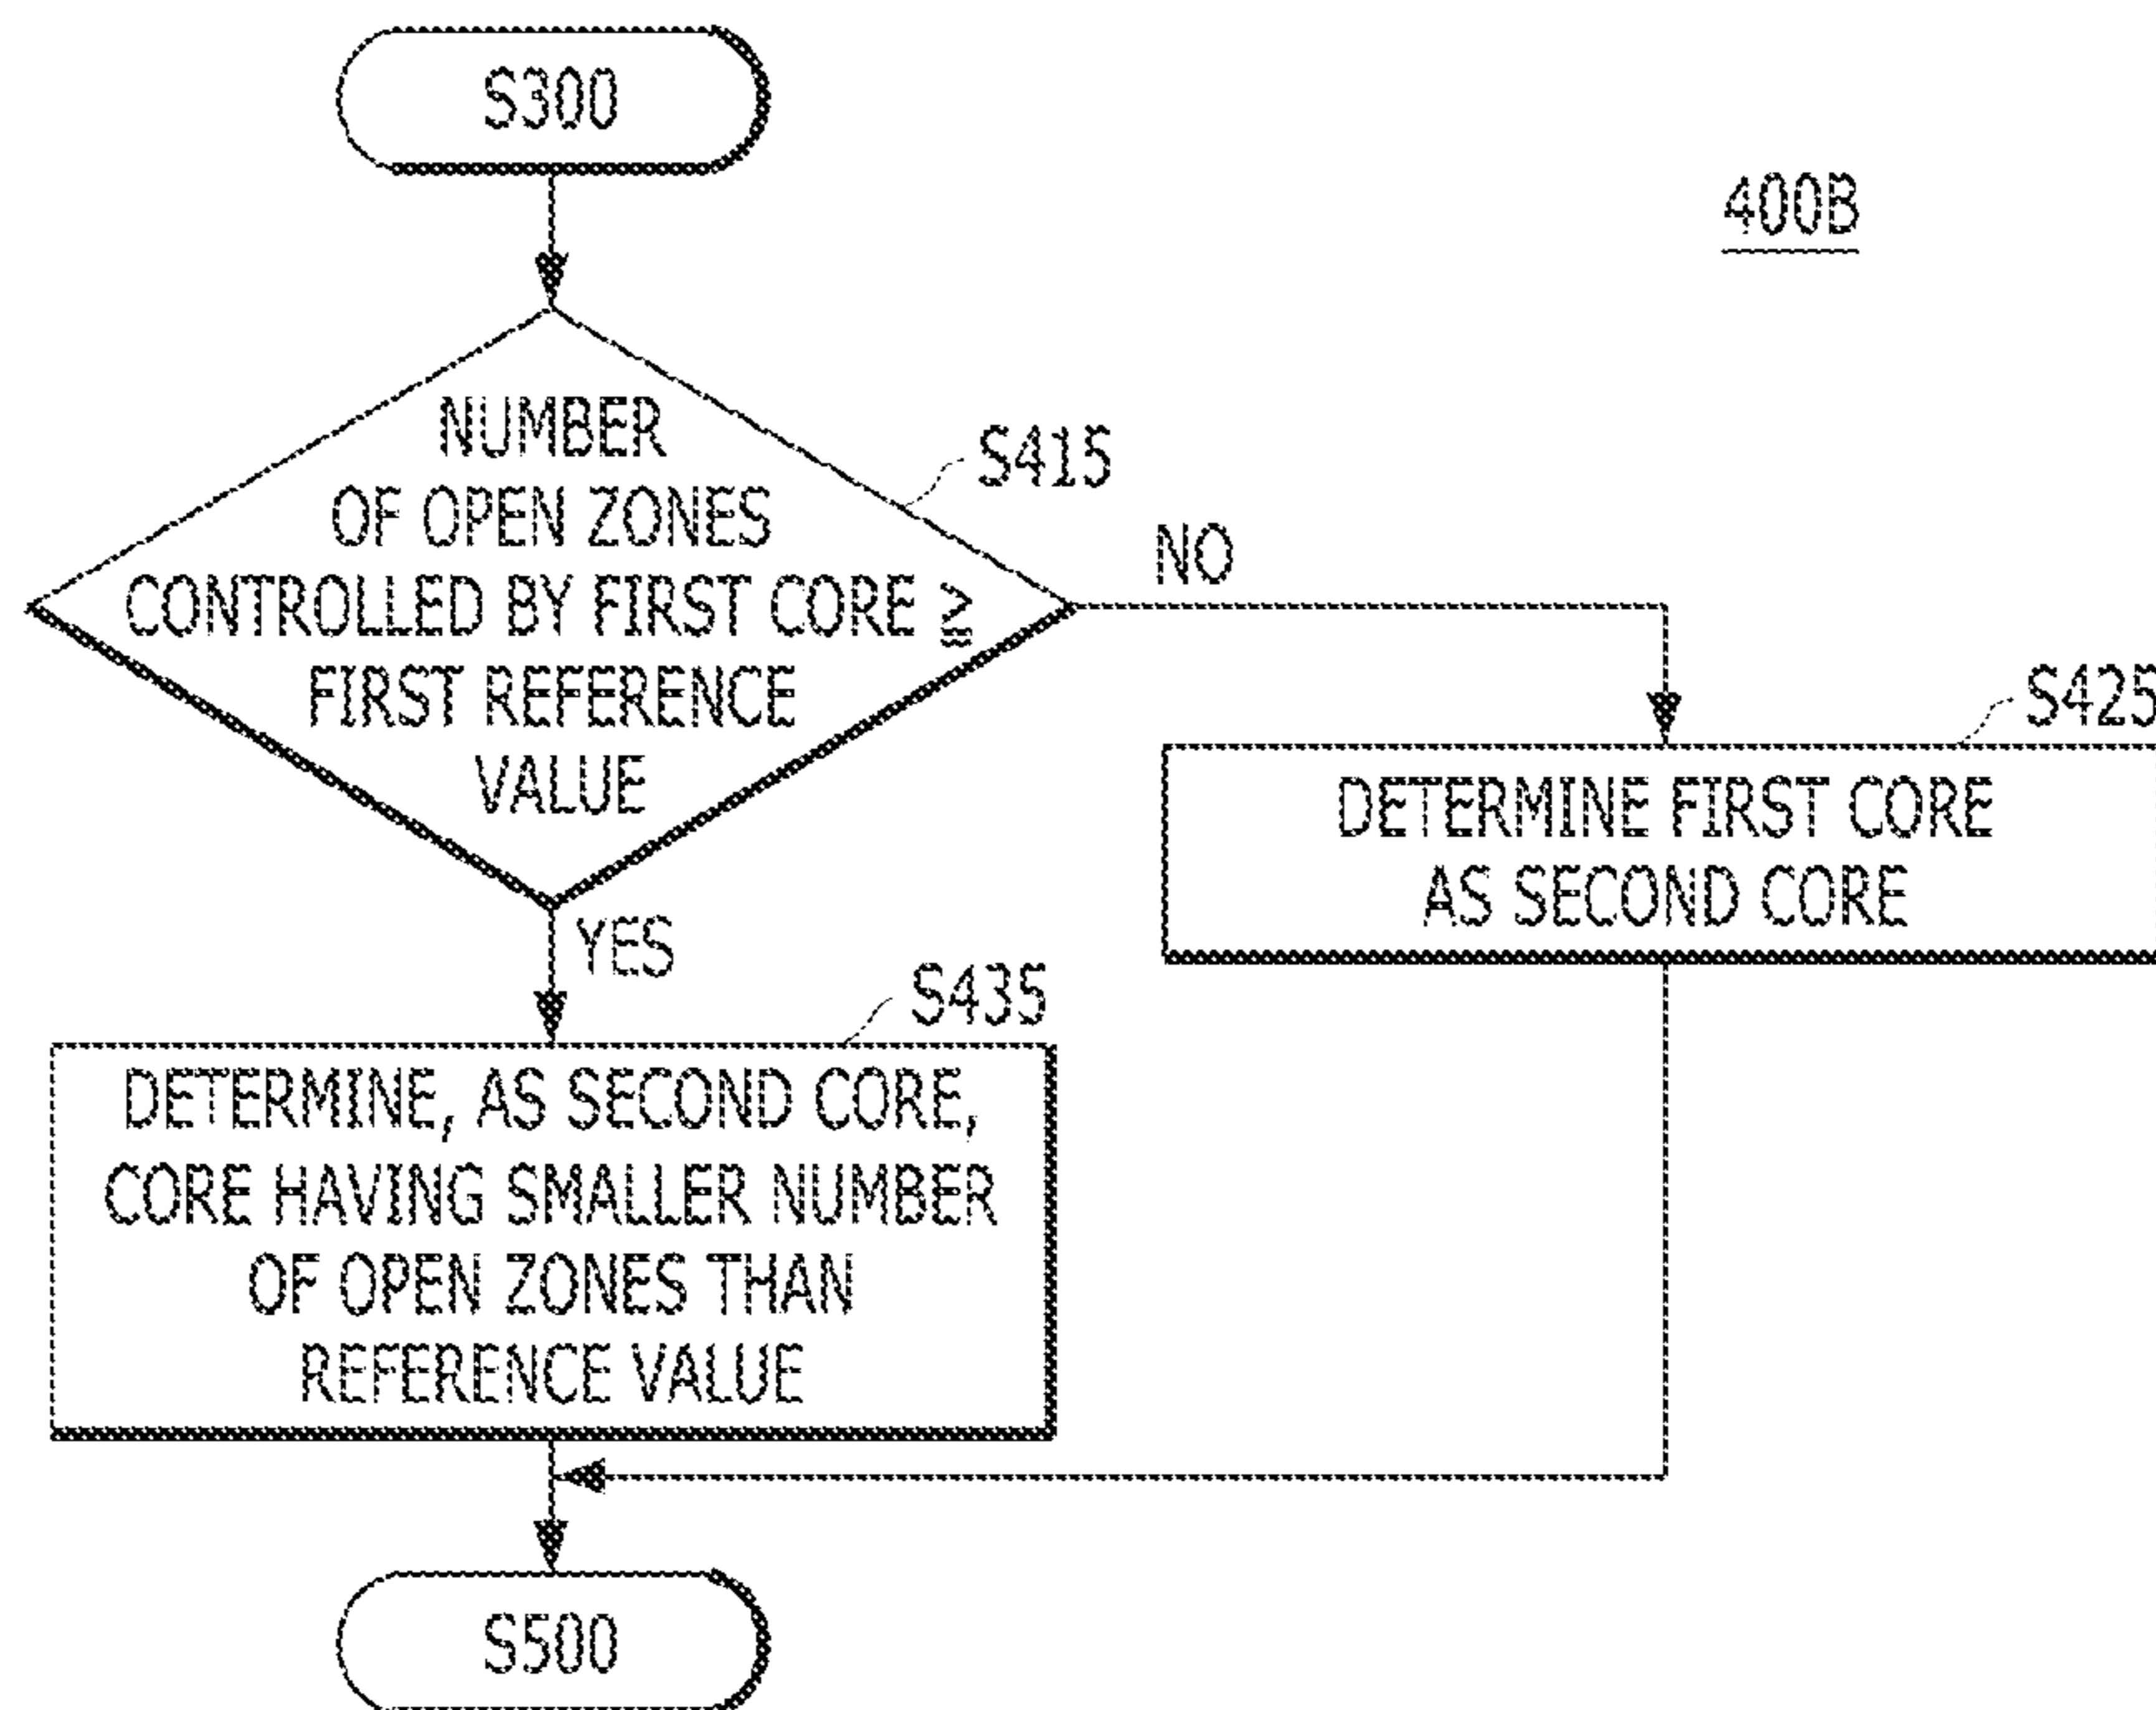 S300
400B
NUMBER
OF OPEN ZONES
CONTROLLED BY FIRST CORE ≧
FIRST REFERENCE
VALUE
S415
NO
S425
DETERMINE FIRST CORE
AS SECOND CORE
YES
S435
DETERMINE, AS SECOND CORE,
CORE HAVING SMALLER NUMBER
OF OPEN ZONES THAN
REFERENCE VALUE
S500